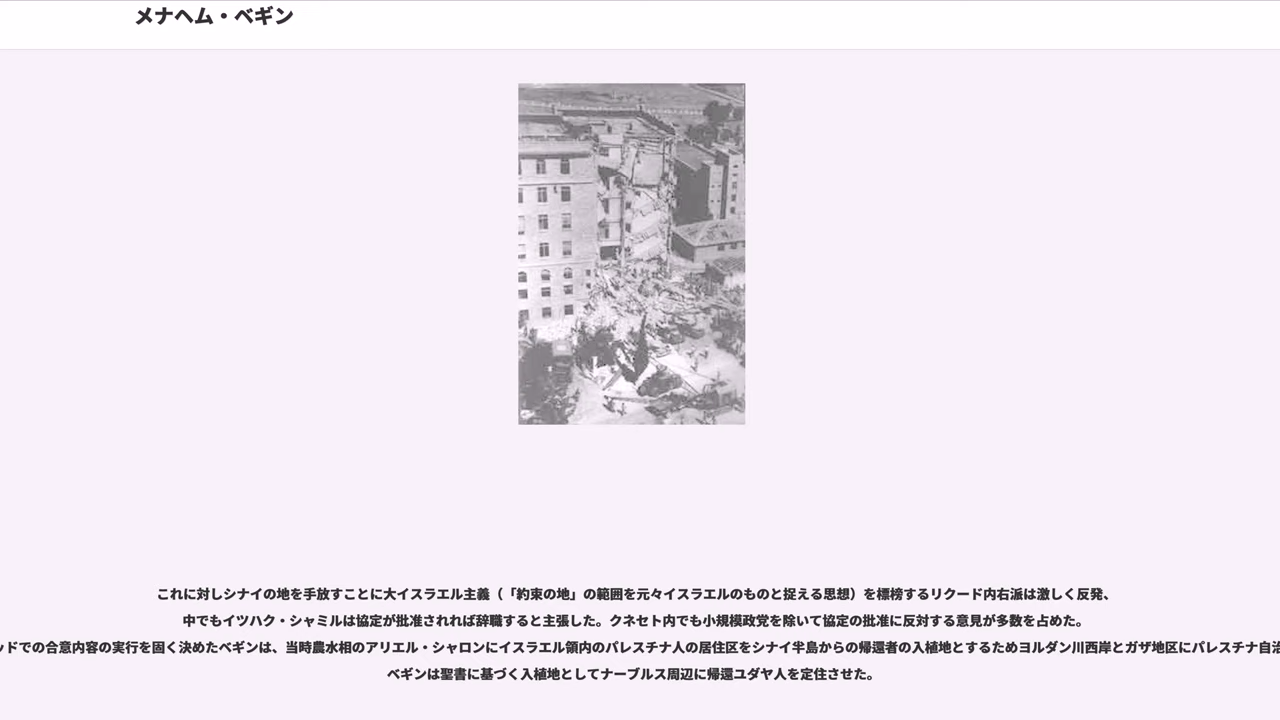 メナヘム・ベギン
これに対しシナイの地を手放すことに大イスラエル主義（「約束の地」の範囲を元々イスラエルのものと捉える思想）を標榜するリクード内右派は激しく反発、
中でもイツハク・シャミルは協定が批准されれば辞職すると主張した。クネセト内でも小規模政党を除いて協定の批准に反対する意見が多数を占めた。
ッドでの合意内容の実行を固く決めたベギンは、当時農水相のアリエル・シャロンにイスラエル領内のパレスチナ人の居住区をシナイ半島からの帰還者の入植地とするためヨルダン川西岸とガザ地区にパレスチナ自治
ベギンは聖書に基づく入植地としてナーブルス周辺に帰還ユダヤ人を定住させた。